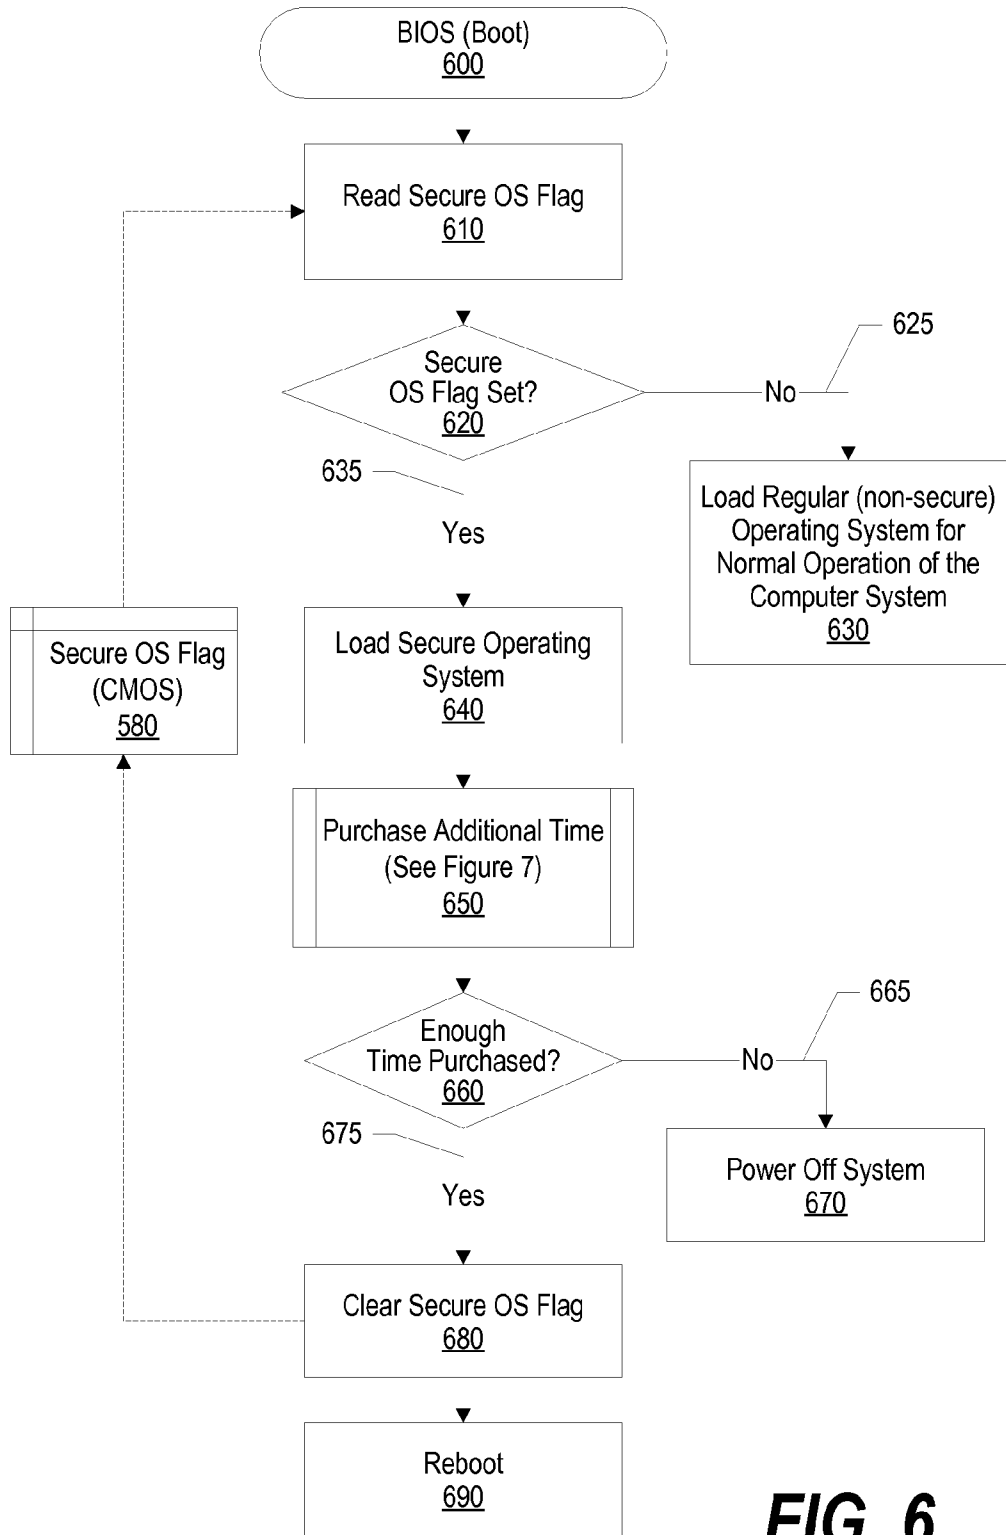 BIOS (Boot)
600
Read Secure OS Flag
610
625
Secure
OS Flag Set?
620
No
635
Yes
Load Regular (non-secure)
Operating System for
Normal Operation of the
Computer System
630
Load Secure Operating
System
640
Secure OS Flag
(CMOS)
580
Purchase Additional Time
(See Figure 7)
650
665
Enough
Time Purchased?
660
No
675
Yes
Power Off System
670
Clear Secure OS Flag
680
Reboot
690
FIG. 6